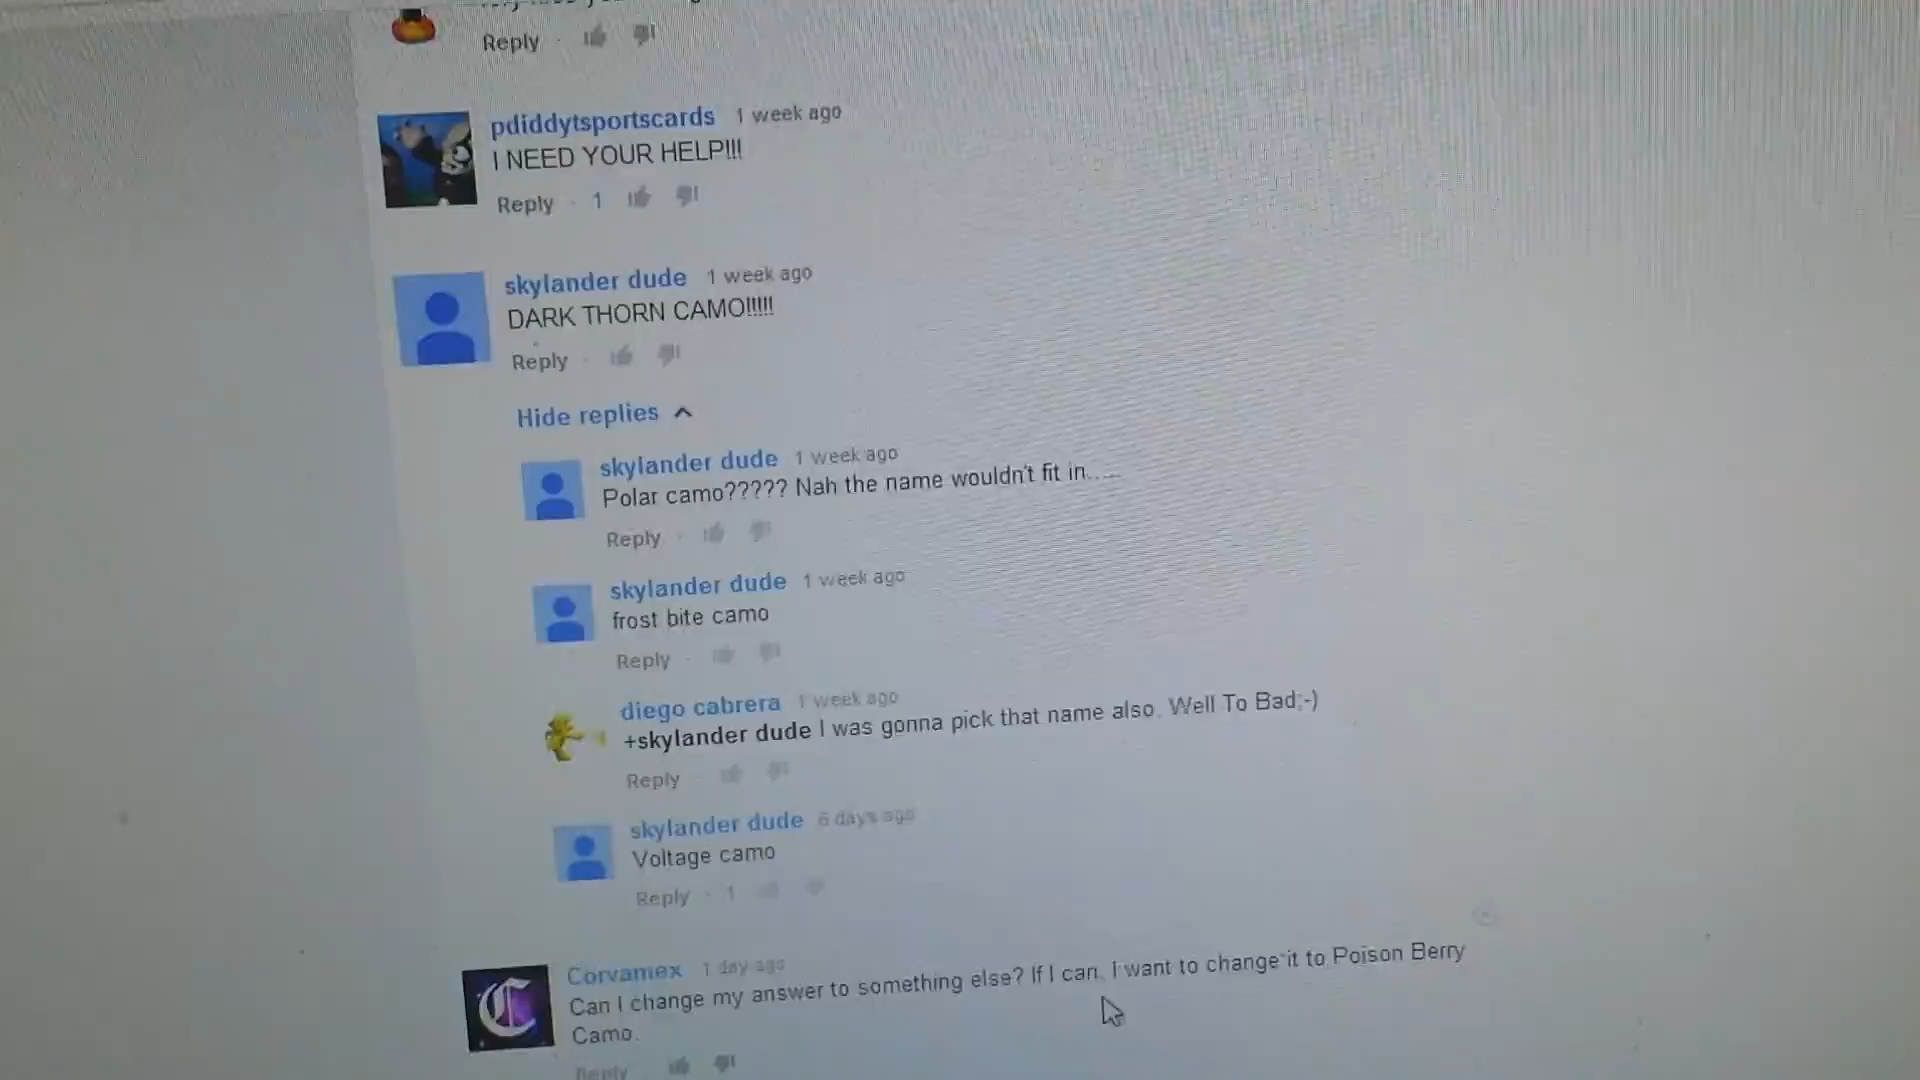 Reply
pdiddytsportscards 1 week ago
I NEED YOUR HELP!!!
Reply · 1
skylander dude 1 week ago
DARK THORN CAMO!!!!!
Reply ·
Hide replies
skylander dude 1 week ago
Polar camo????? Nah the name wouldn't fit in.....
Reply ·
skylander dude 1 week ago
frost bite camo
Reply ·
diego cabrera 1 week ago
+skylander dude I was gonna pick that name also. Well To Bad;-)
Reply ·
skylander dude 6 days ago
Voltage camo
Reply · 1
Corvamex 1 day ago
Can I change my answer to something else? If I can, I want to change it to Poison Berry
Camo.
Reply